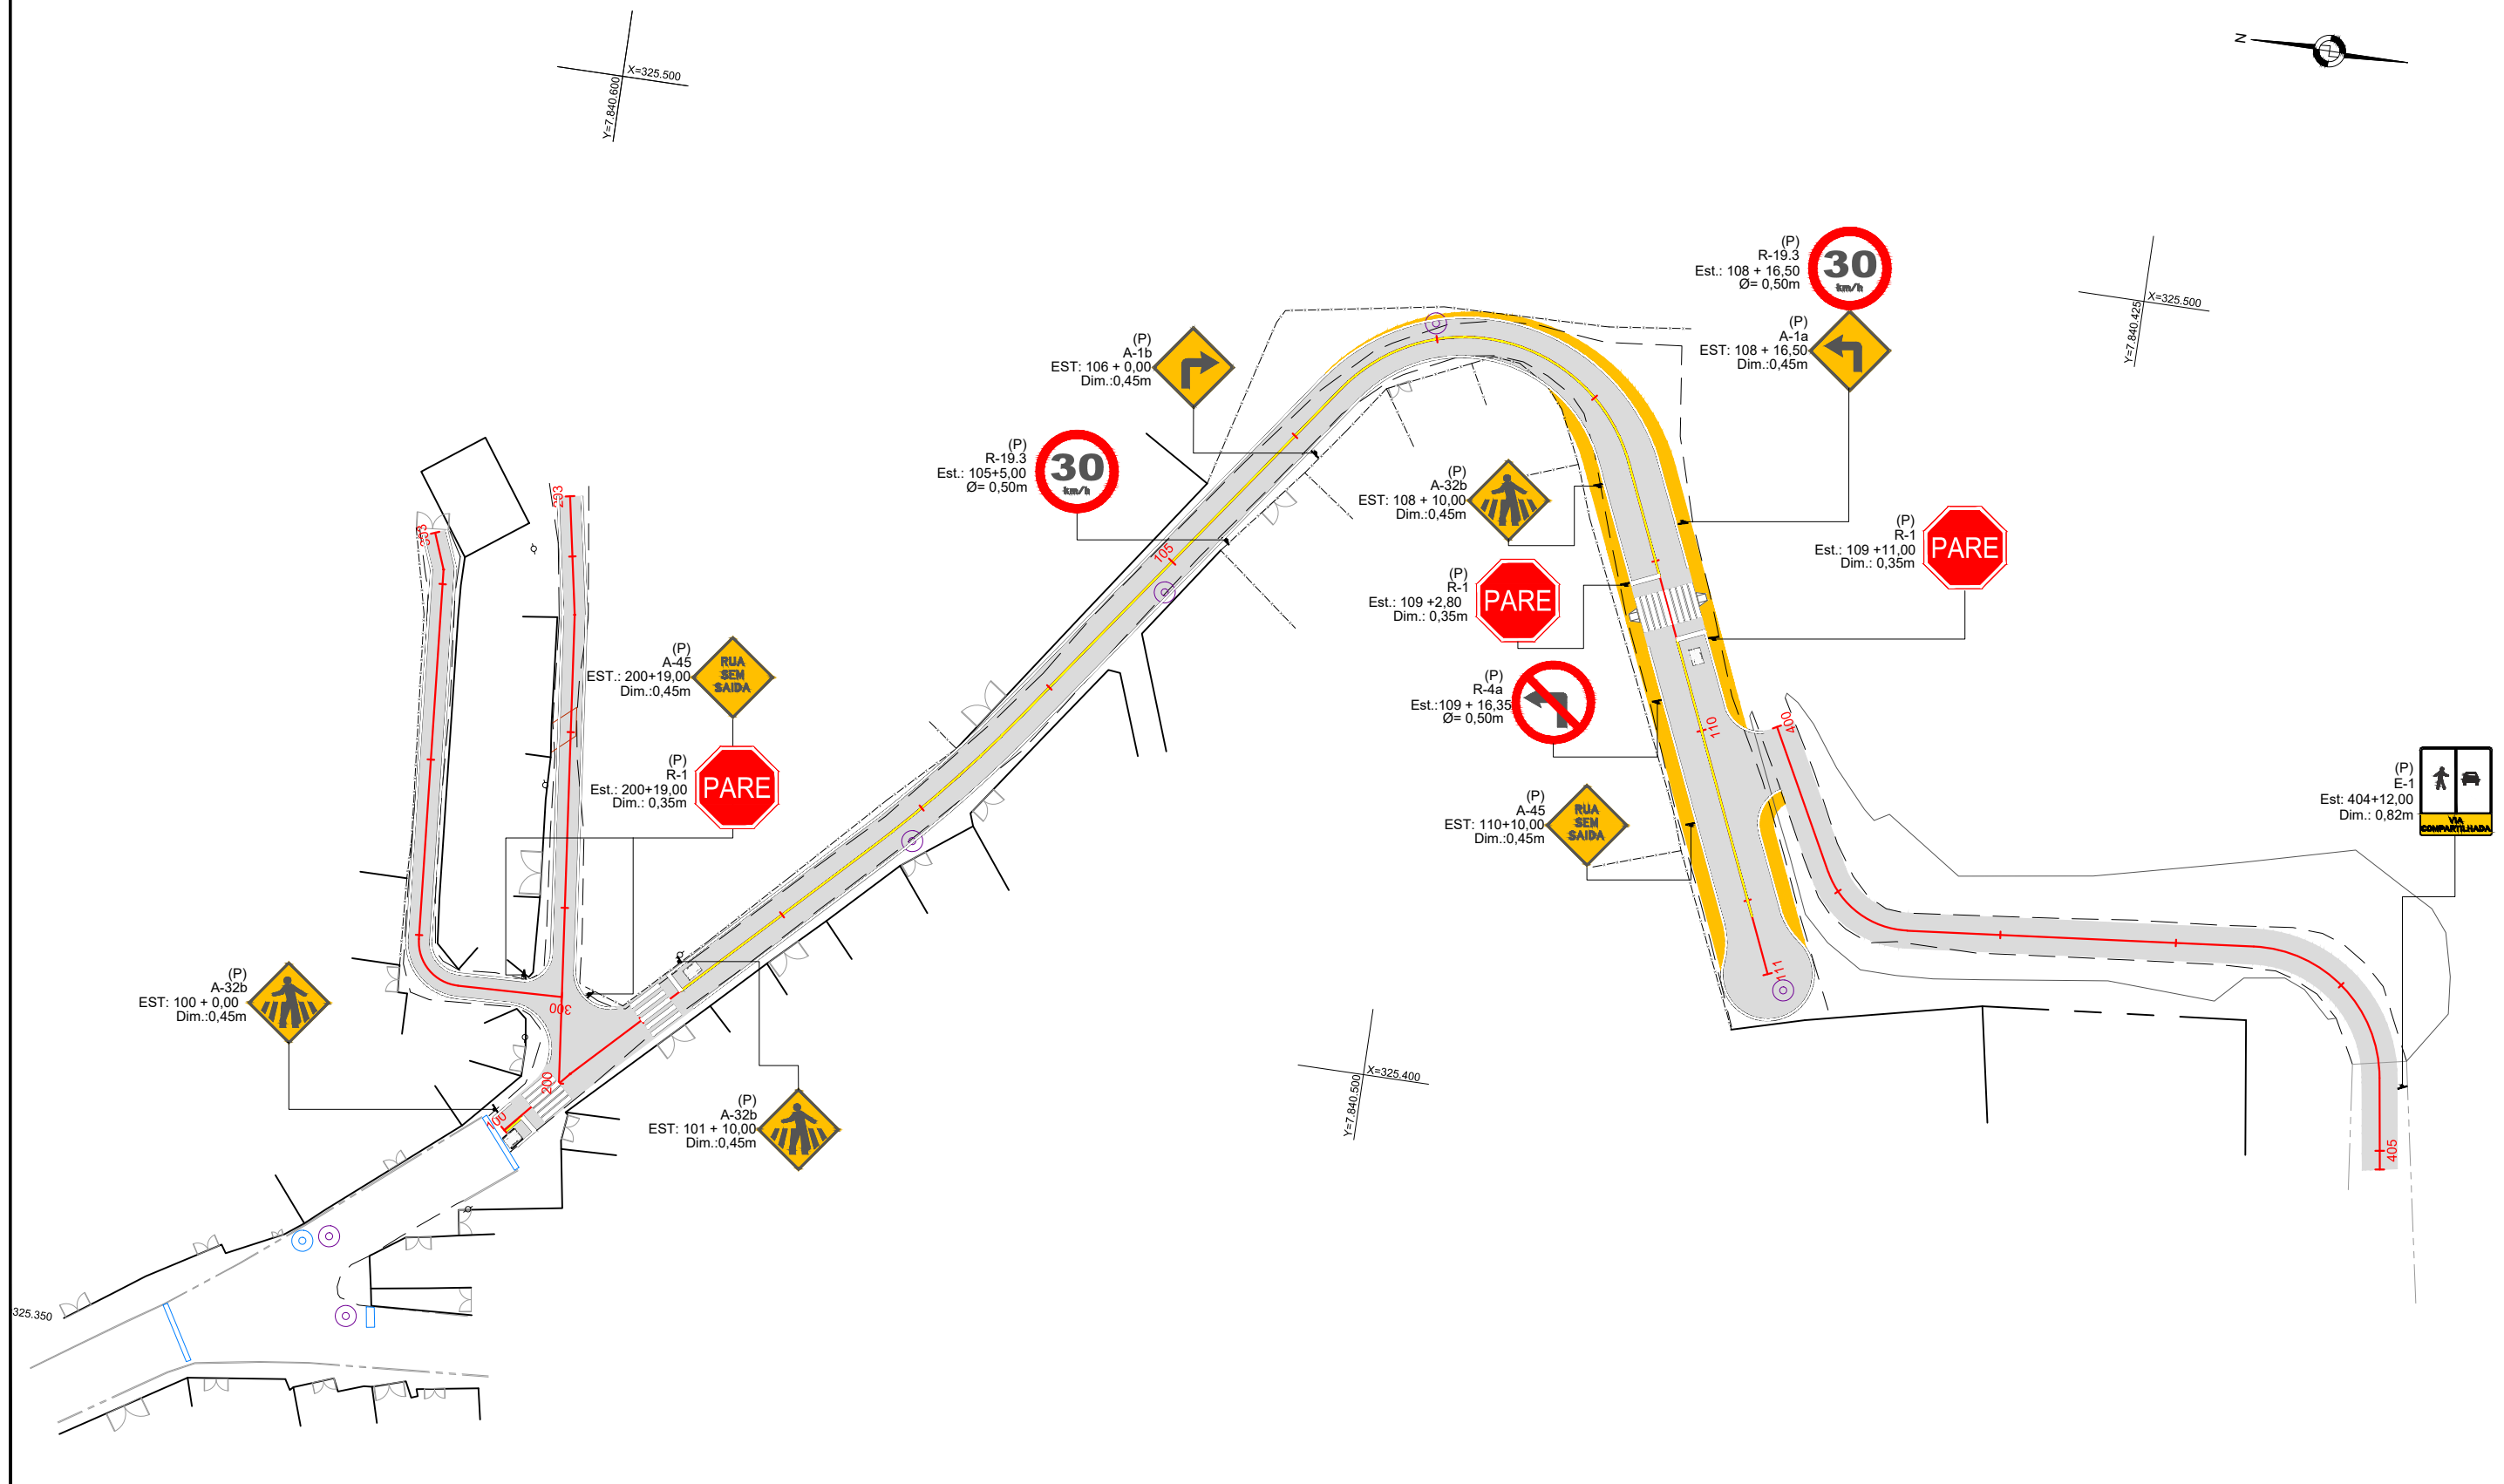 N
X=325.500
Y=7.840.600
(P)
R-19.3
Est.: 108 + 16,50
Ø= 0,50m
30
km/h
X=325.500
Y=7.840.425
(P)
A-1a
EST: 108 + 16,50
Dim.:0,45m
(P)
A-1b
EST: 106 + 0,00
Dim.:0,45m
(P)
R-19.3
Est.: 105+5,00
Ø= 0,50m
30
km/h
(P)
A-32b
EST: 108 + 10,00
Dim.:0,45m
(P)
R-1
Est.: 109 +11,00
Dim.: 0,35m
PARE
(P)
R-1
Est.: 109 +2,80
Dim.: 0,35m
PARE
105
(P)
A-45
EST.: 200+19,00
Dim.:0,45m
RUA
SEM
SAIDA
(P)
R-4a
Est.:109 + 16,35
Ø= 0,50m
110
400
(P)
R-1
Est.: 200+19,00
Dim.: 0,35m
PARE
(P)
A-45
EST: 110+10,00
Dim.:0,45m
RUA
SEM
SAIDA
(P)
E-1
Est: 404+12,00
Dim.: 0,82m
VIA
COMPARTILHADA
(P)
A-32b
EST: 100 + 0,00
Dim.:0,45m
300
111
200
100
(P)
A-32b
EST: 101 + 10,00
Dim.:0,45m
X=325.400
Y=7.840.500
405
325.350